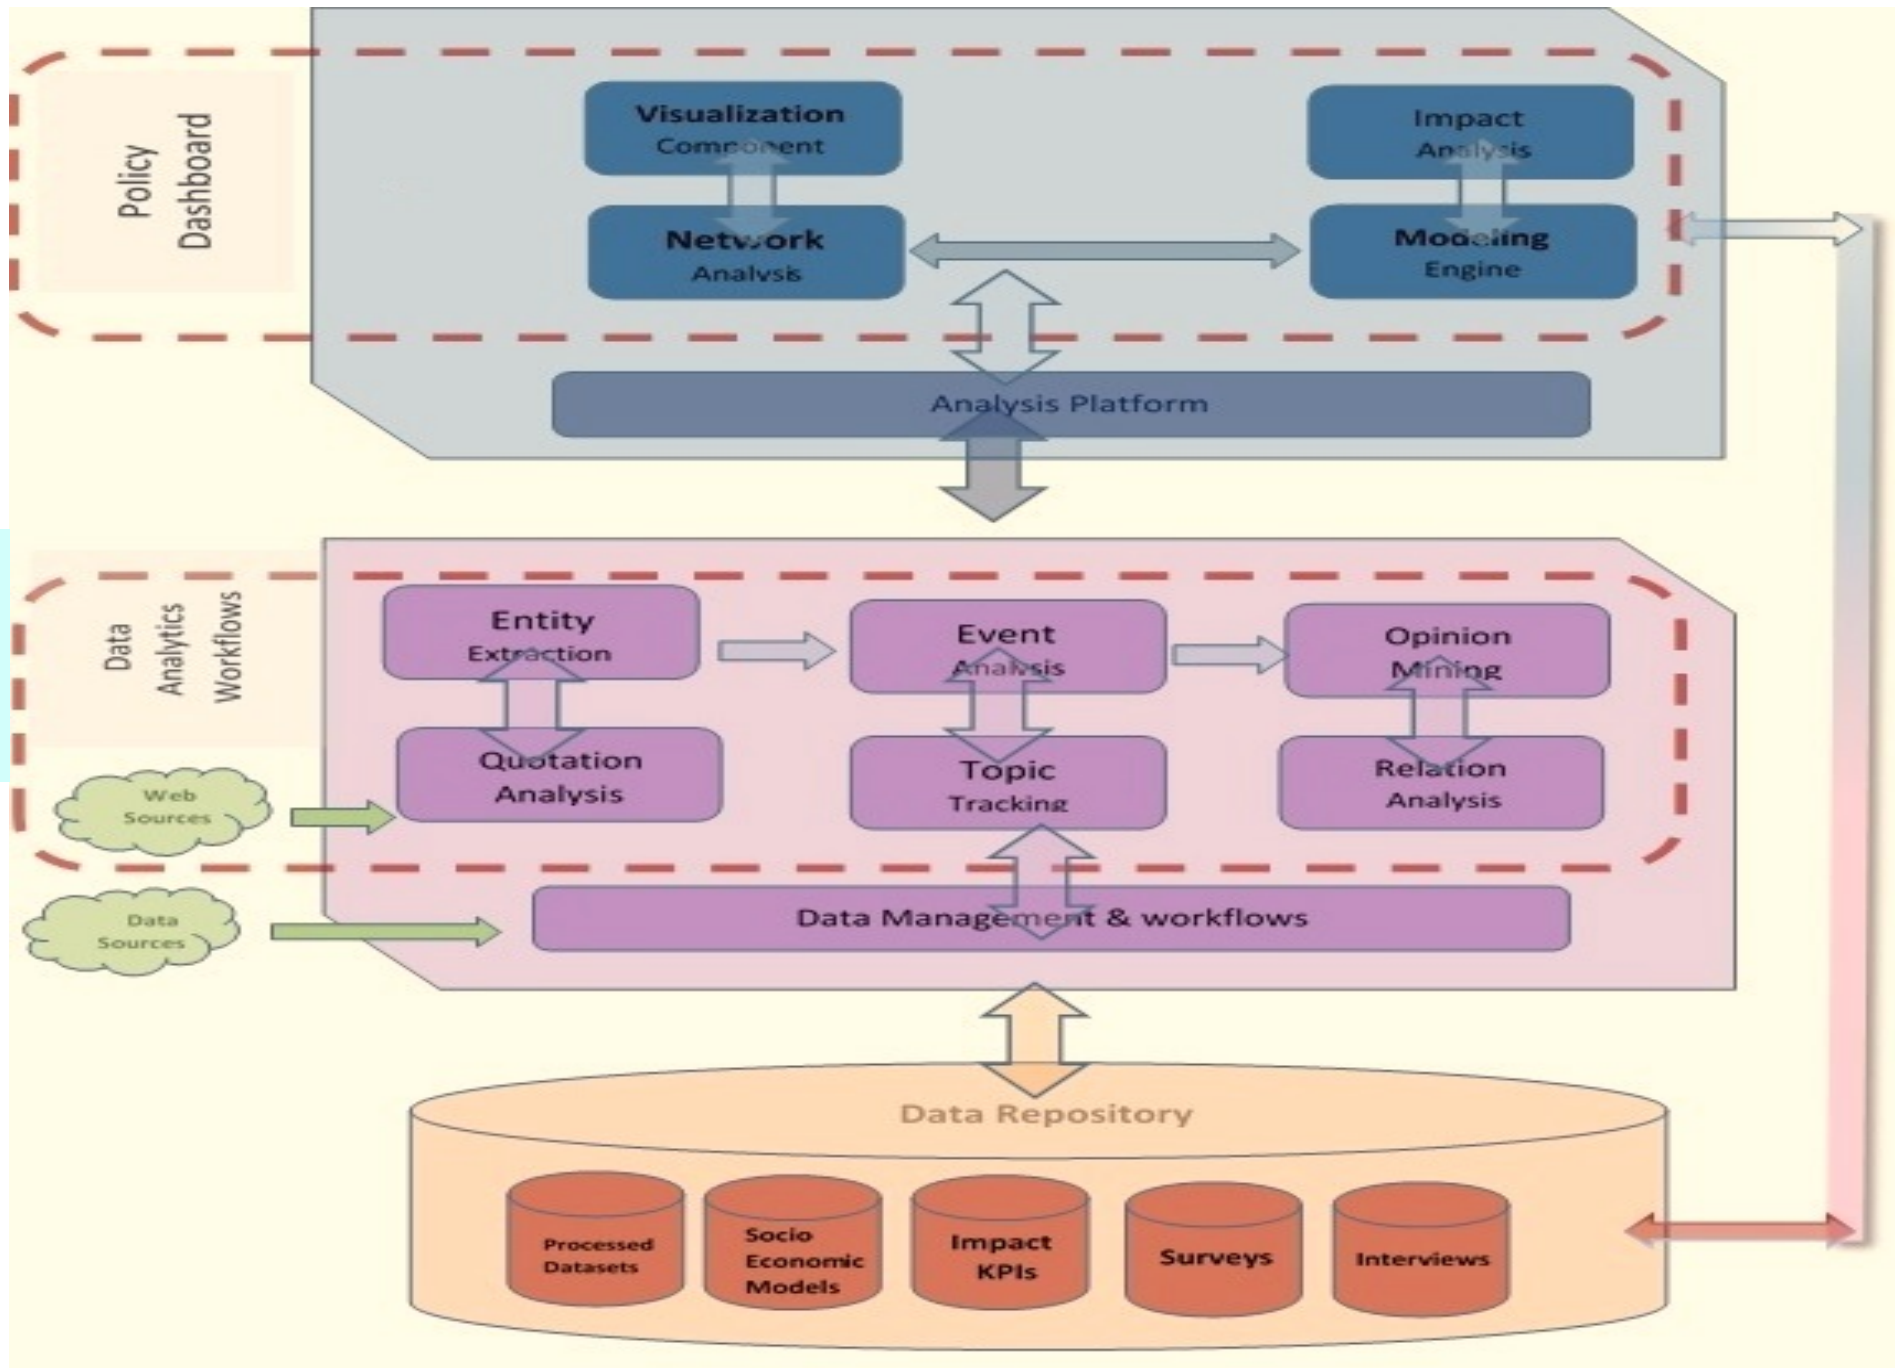 Policy
Dashboard
Visualization
Component
Impact
Analysis
Network
Analysis
Modeling
Engine
Analysis Platform
Data
Analytics
Workflows
Entity
Extraction
Event
Analysis
Opinion
Mining
Quotation
Analysis
Topic
Tracking
Relation
Analysis
Web
Sources
Data
Sources
Data Management & workflows
Data Repository
Processed
Datasets
Socio
Economic
Models
Impact
KPIs
Surveys
Interviews